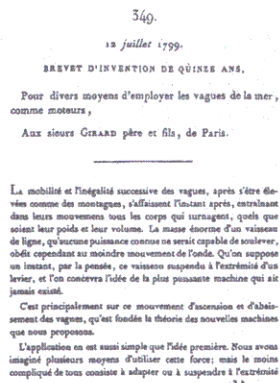 349.
12 juillet 1799.
BREVET D'INVENTION DE QUINZE ANS,
Pour divers moyens d'employer les vagues de la mer,
comme moteurs,
Aux sieurs GIRARD père et fils, de Paris.
LA mobilité et l'inégalité successive des vagues, après s'être éle-
vées comme des montagnes, s'affaissent l'instant après, entraînant
dans leurs mouvemens tous les corps qui surnagent, quels que
soient leur poids et leur volume. La masse énorme d'un vaisseau
de ligne, qu'aucune puissance connue ne serait capable de soulever,
obéit cependant au moindre mouvement de l'onde. Qu'on suppose
un instant, par la pensée, ce vaisseau suspendu à l'extrémité d'un
levier, et l'on concevra l'idée de la plus puissante machine qui ait
jamais existé.
C'est principalement sur ce mouvement d'ascension et d'abais-
sement des vagues, qu'est fondée la théorie des nouvelles machines
que nous proposons.
L'application en est aussi simple que l'idée première. Nous avons
imaginé plusieurs moyens d'utiliser cette force; mais le moins
compliqué de tous consiste à adapter ou à suspendre à l'extrémité